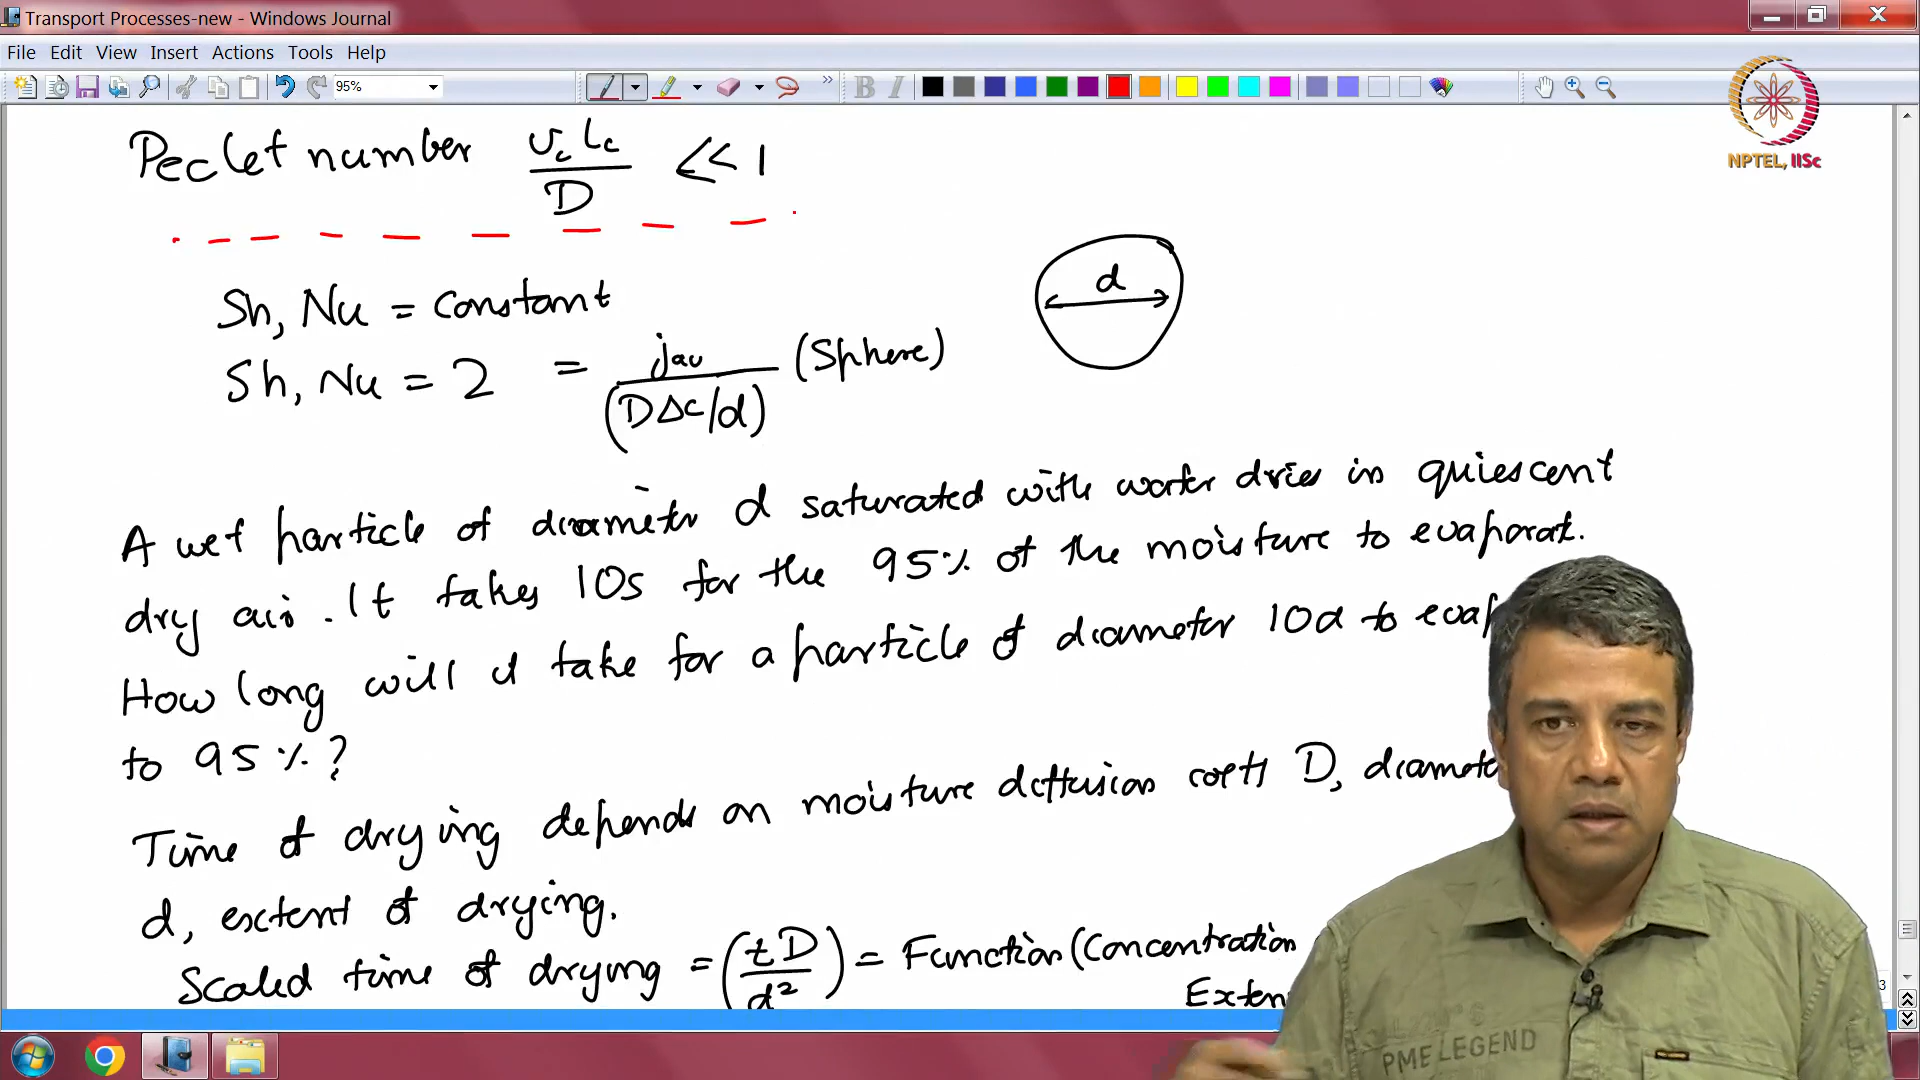 Transport Processes-new - Windows Journal
File Edit View Insert Actions Tools Help
95%
NPTEL, IISc
Peclet number v_c L_c / D << 1
d
Sh, Nu = constant
Sh, Nu = 2 = j_av / (DΔc/d) (Sphere)
A wet particle of diameter d saturated with water dries in quiescent
dry air. It takes 10s for the 95% of the moisture to evaporate.
How long will it take for a particle of diameter 10d to evap
to 95%?
Time of drying depends on moisture diffusion coeff D, diamete
d, extent of drying.
Scaled time of drying = (tD/d²) = Function (Concentration
Exten
3
PME LEGEND